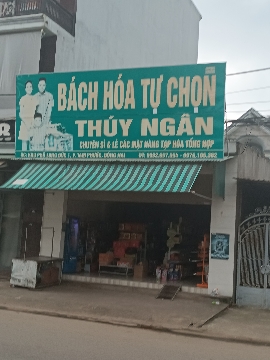 BÁCH HÓA TỰ CHỌN
THÚY NGÂN
CHUYÊN SỈ & LẺ CÁC MẶT HÀNG TẠP HÓA TỔNG HỢP